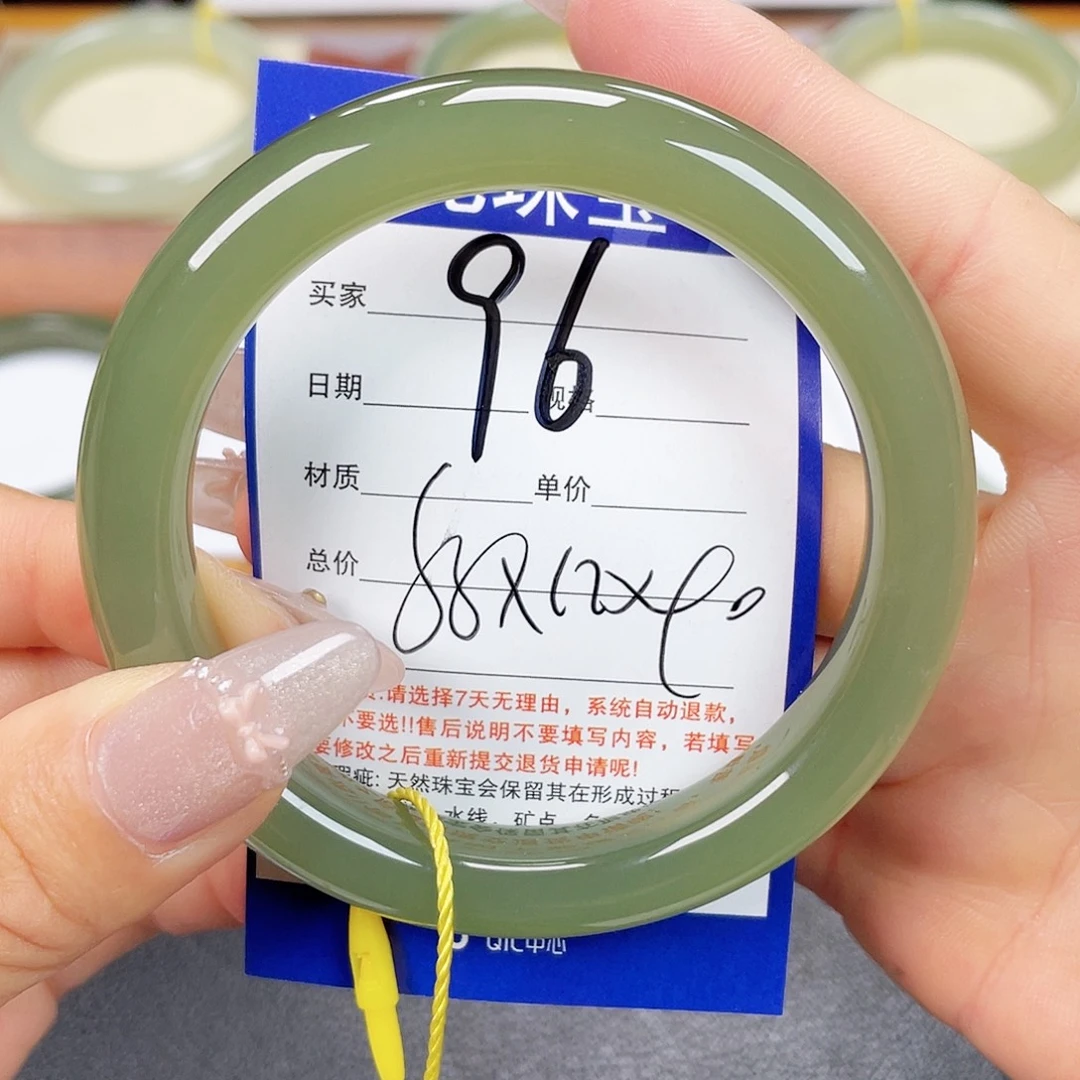 珠宝
96
买家
日期 规格
材质 单价
总价
请选择7天无理由，系统自动退款，
不要选!!售后说明不要填写内容，若填写
要修改之后重新提交退货申请呢!
瑕疵: 天然珠宝会保留其在形成过程
水线、矿点
QIC中心